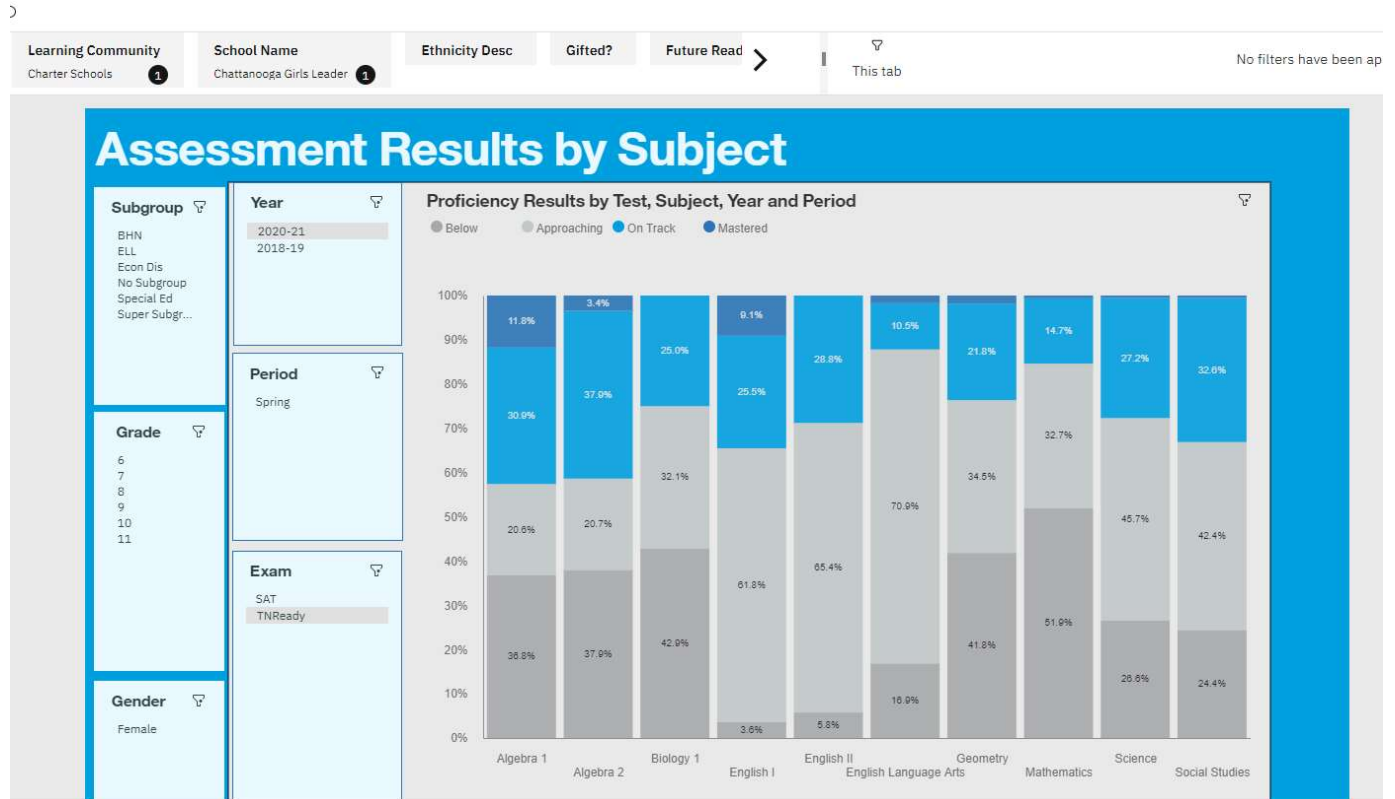 Learning Community
Charter Schools 1
School Name
Chattanooga Girls Leader 1
Ethnicity Desc
Gifted?
Future Read
This tab
No filters have been ap
Assessment Results by Subject
Subgroup
BHN
ELL
Econ Dis
No Subgroup
Special Ed
Super Subgr...
Grade
6
7
8
9
10
11
Gender
Female
Year
2020-21
2018-19
Period
Spring
Exam
SAT
TNReady
Proficiency Results by Test, Subject, Year and Period
Below Approaching On Track Mastered
100%
90%
80%
70%
60%
50%
40%
30%
20%
10%
0%
11.8%
30.9%
20.6%
36.8%
3.4%
37.9%
20.7%
37.9%
25.0%
32.1%
42.9%
9.1%
25.5%
61.8%
3.6%
28.8%
65.4%
5.8%
10.5%
70.9%
16.9%
21.8%
34.5%
41.8%
14.7%
32.7%
51.9%
27.2%
45.7%
26.6%
32.6%
42.4%
24.4%
Algebra 1
Algebra 2
Biology 1
English I
English II
English Language Arts
Geometry
Mathematics
Science
Social Studies